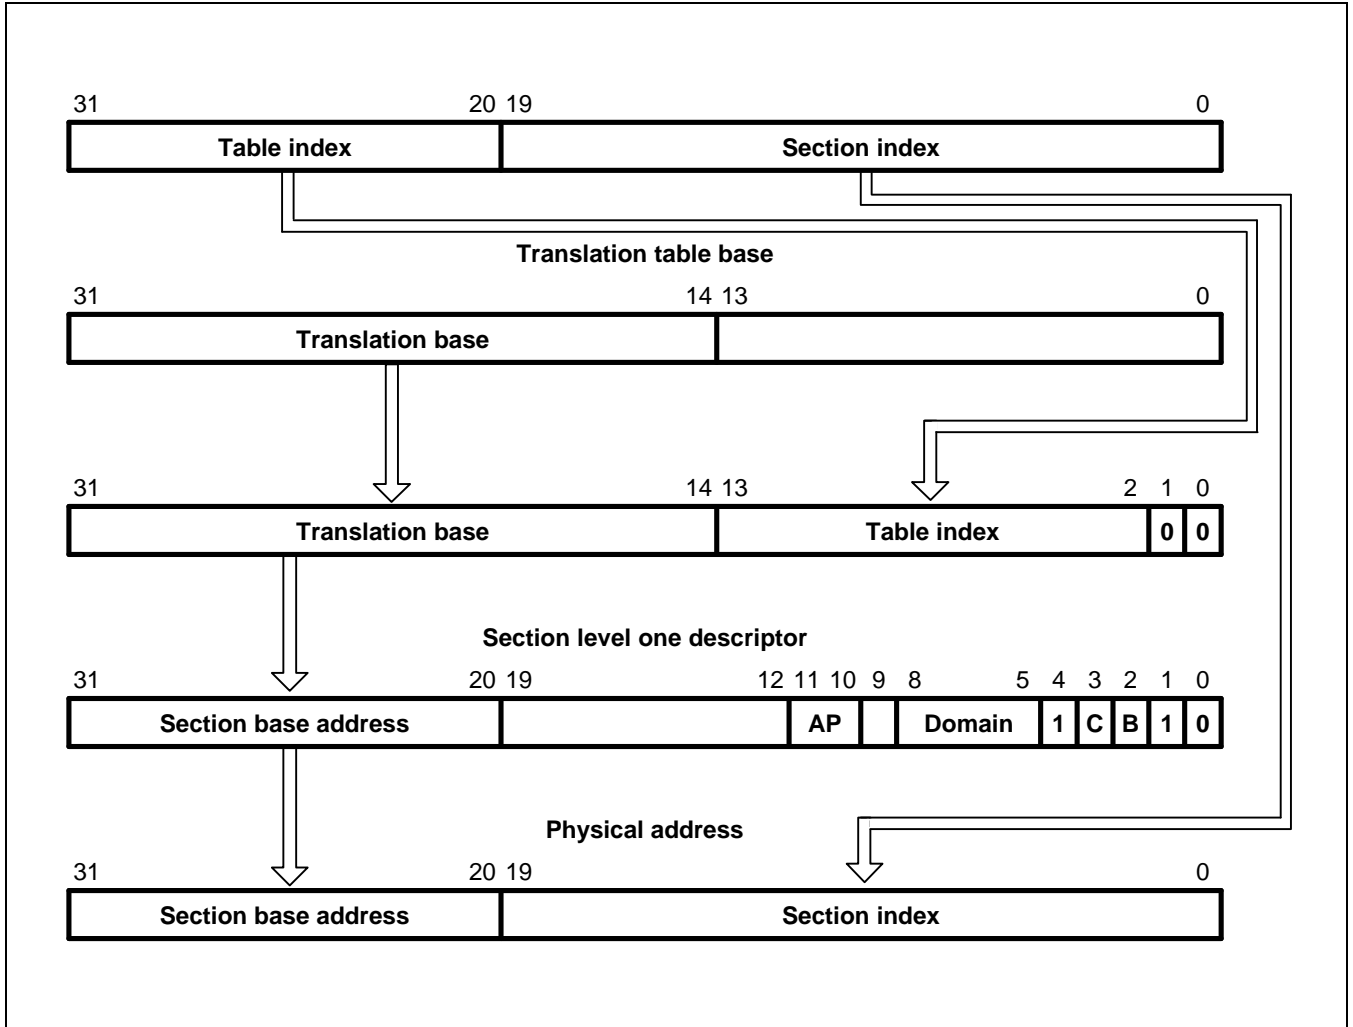 31 20 19 0
Table index Section index
Translation table base
31 14 13 0
Translation base
31 14 13 2 1 0
Translation base Table index 0 0
Section level one descriptor
31 20 19 12 11 10 9 8 5 4 3 2 1 0
Section base address AP Domain 1 C B 1 0
Physical address
31 20 19 0
Section base address Section index